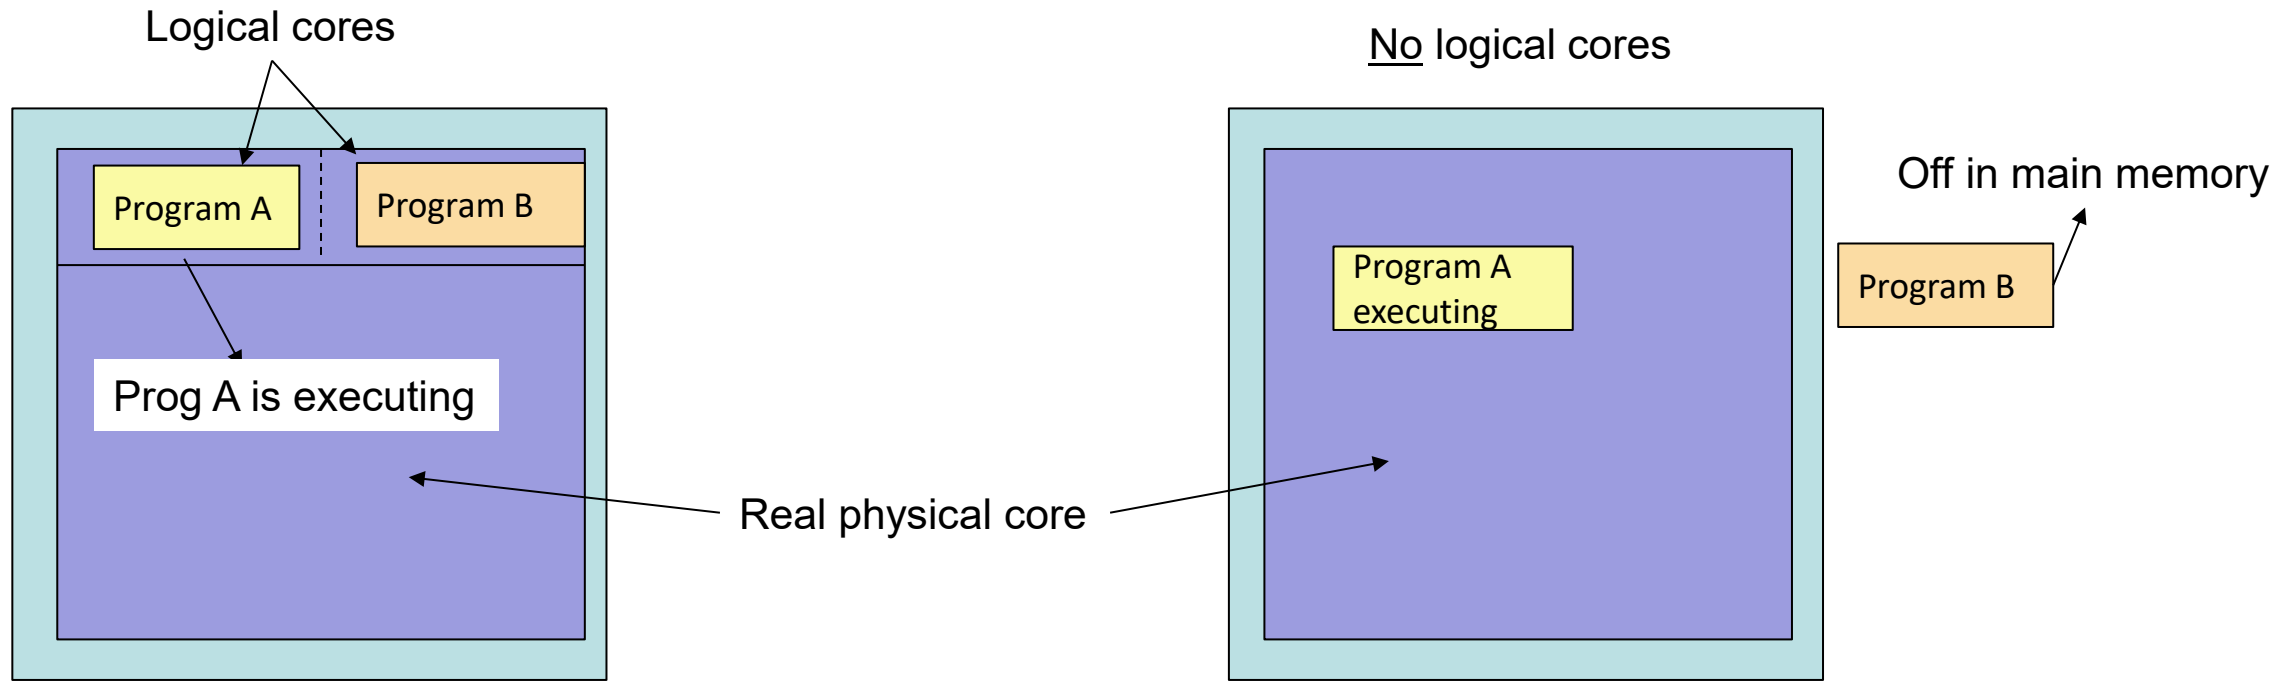 Logical cores
Program A
Program B
Prog A is executing
Real physical core
No logical cores
Program A
executing
Off in main memory
Program B